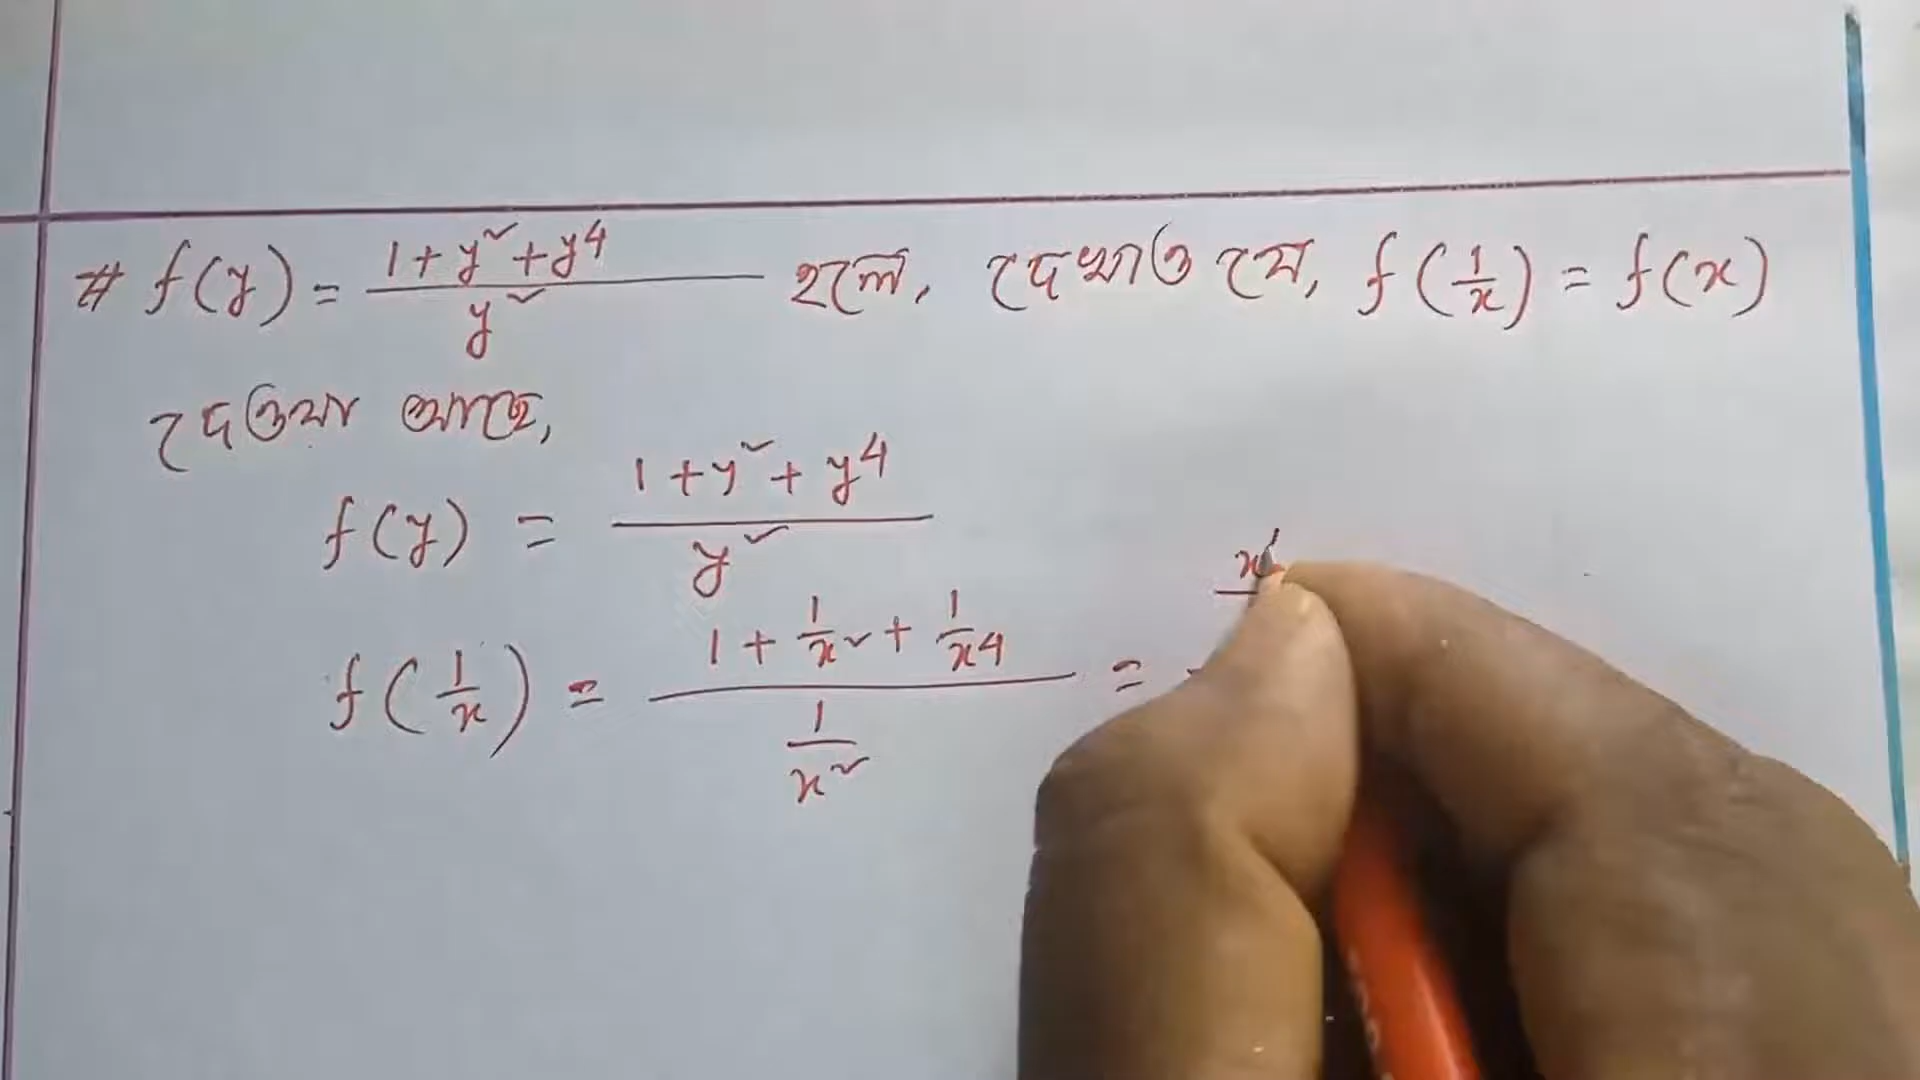 # f(y) = (1+y²+y⁴)/y² হলে, দেখাও যে, f(1/x) = f(x)
দেওয়া আছে,
f(y) = (1+y²+y⁴)/y²
f(1/x) = (1 + 1/x² + 1/x⁴)/(1/x²) = x⁴